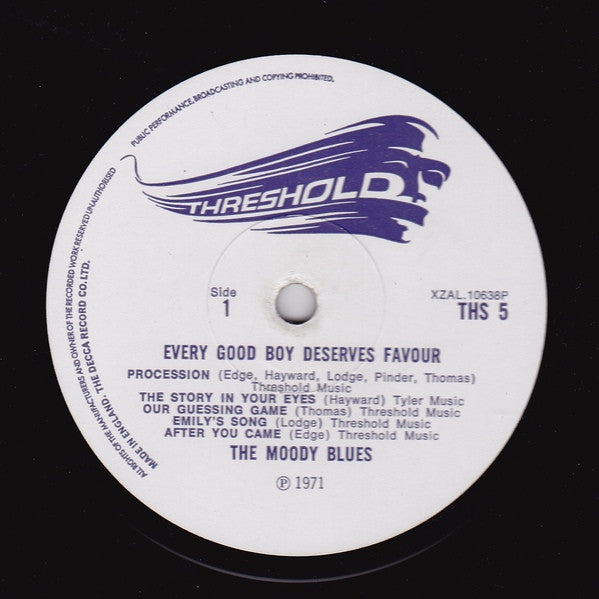 PUBLIC PERFORMANCE, BROADCASTING AND COPYING PROHIBITED.
ALL RIGHTS OF THE MANUFACTURERS AND OWNER OF THE RECORDED WORK RESERVED UNAUTHORISED
MADE IN ENGLAND. THE DECCA RECORD CO. LTD.
THRESHOLD
Side
1
XZAL.10638P
THS 5
EVERY GOOD BOY DESERVES FAVOUR
PROCESSION (Edge, Hayward, Lodge, Pinder, Thomas)
Threshold Music
THE STORY IN YOUR EYES (Hayward) Tyler Music
OUR GUESSING GAME (Thomas) Threshold Music
EMILY'S SONG (Lodge) Threshold Music
AFTER YOU CAME (Edge) Threshold Music
THE MOODY BLUES
Ⓟ 1971